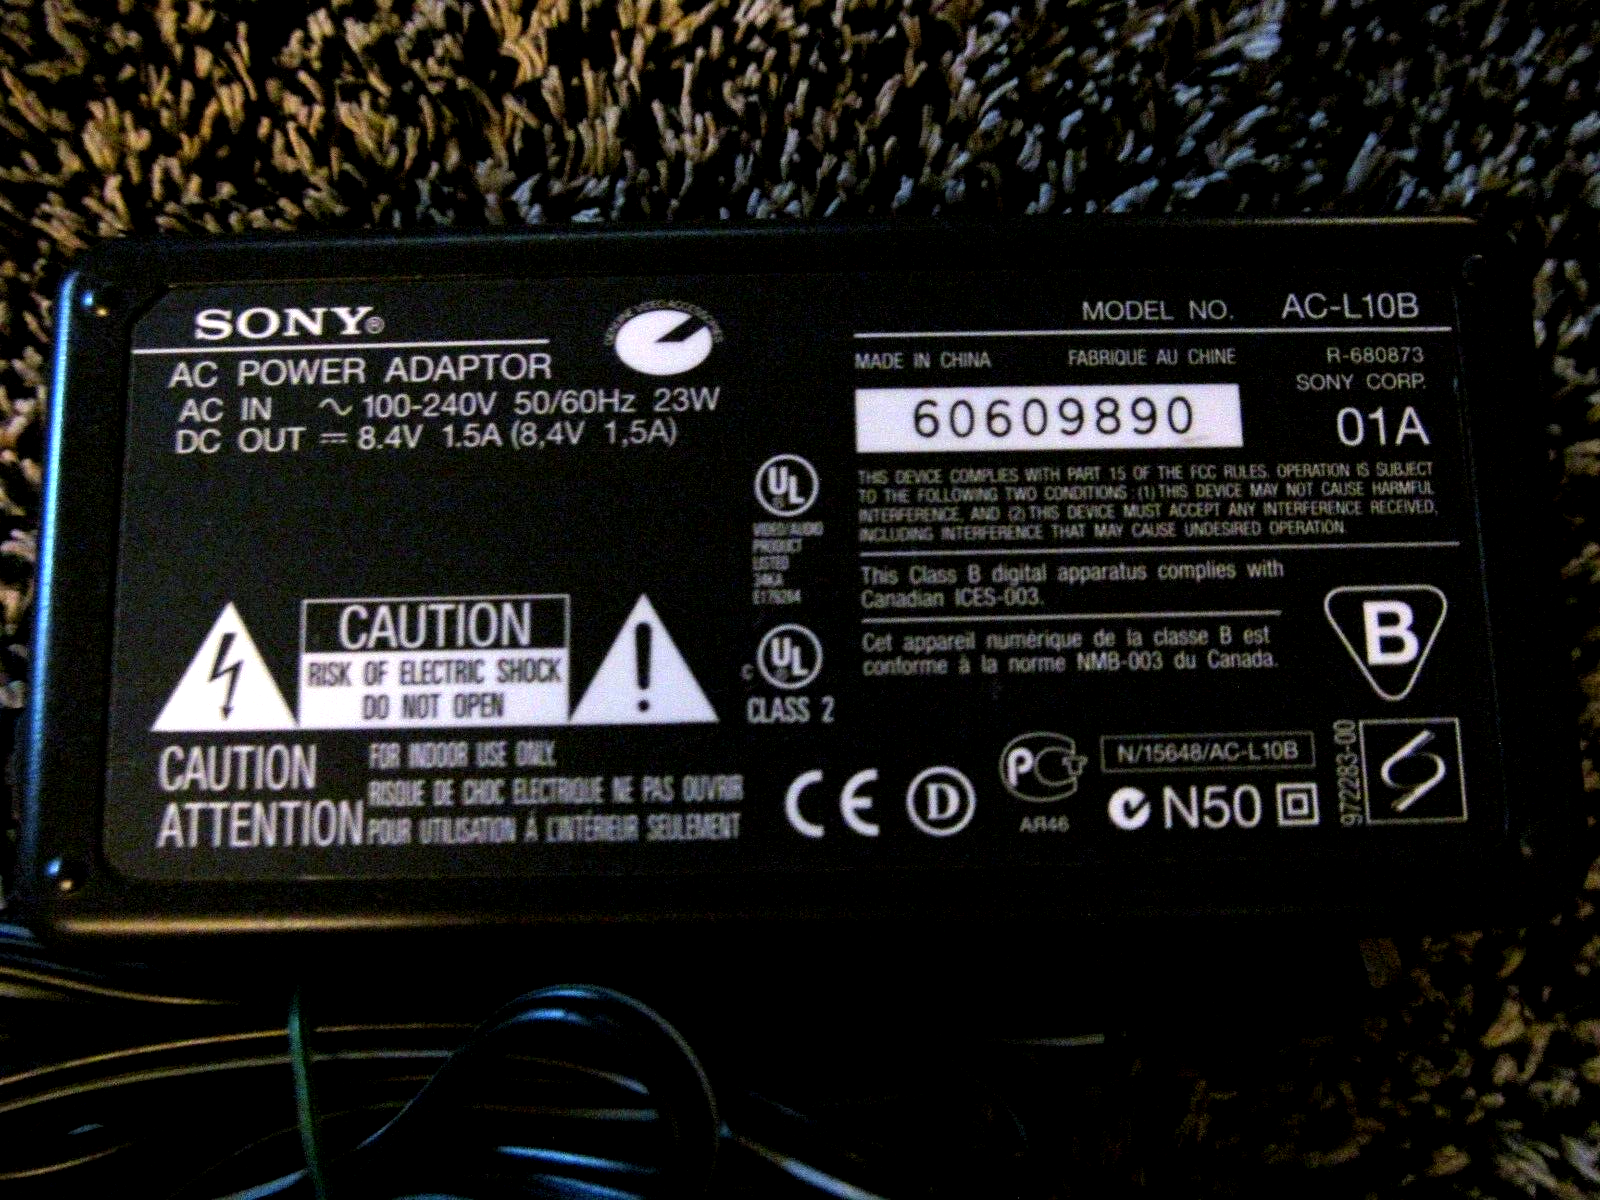 SONY®
AC POWER ADAPTOR
AC IN ~ 100-240V 50/60Hz 23W
DC OUT ⎓ 8.4V 1.5A (8,4V 1,5A)
MODEL NO. AC-L10B
MADE IN CHINA FABRIQUE AU CHINE R-680873
SONY CORP.
60609890
01A
THIS DEVICE COMPLIES WITH PART 15 OF THE FCC RULES. OPERATION IS SUBJECT
TO THE FOLLOWING TWO CONDITIONS: (1) THIS DEVICE MAY NOT CAUSE HARMFUL
INTERFERENCE, AND (2) THIS DEVICE MUST ACCEPT ANY INTERFERENCE RECEIVED,
INCLUDING INTERFERENCE THAT MAY CAUSE UNDESIRED OPERATION.
UL
VIDEO/AUDIO
PRODUCT
LISTED
This Class B digital apparatus complies with
Canadian ICES-003.
Cet appareil numérique de la classe B est
conforme à la norme NMB-003 du Canada.
B
c UL
CLASS 2
CAUTION
RISK OF ELECTRIC SHOCK
DO NOT OPEN
CAUTION FOR INDOOR USE ONLY.
RISQUE DE CHOC ELECTRIQUE NE PAS OUVRIR
ATTENTION POUR UTILISATION À L'INTÉRIEUR SEULEMENT
CE
D
AR46
N/15648/AC-L10B
N50
972283-00